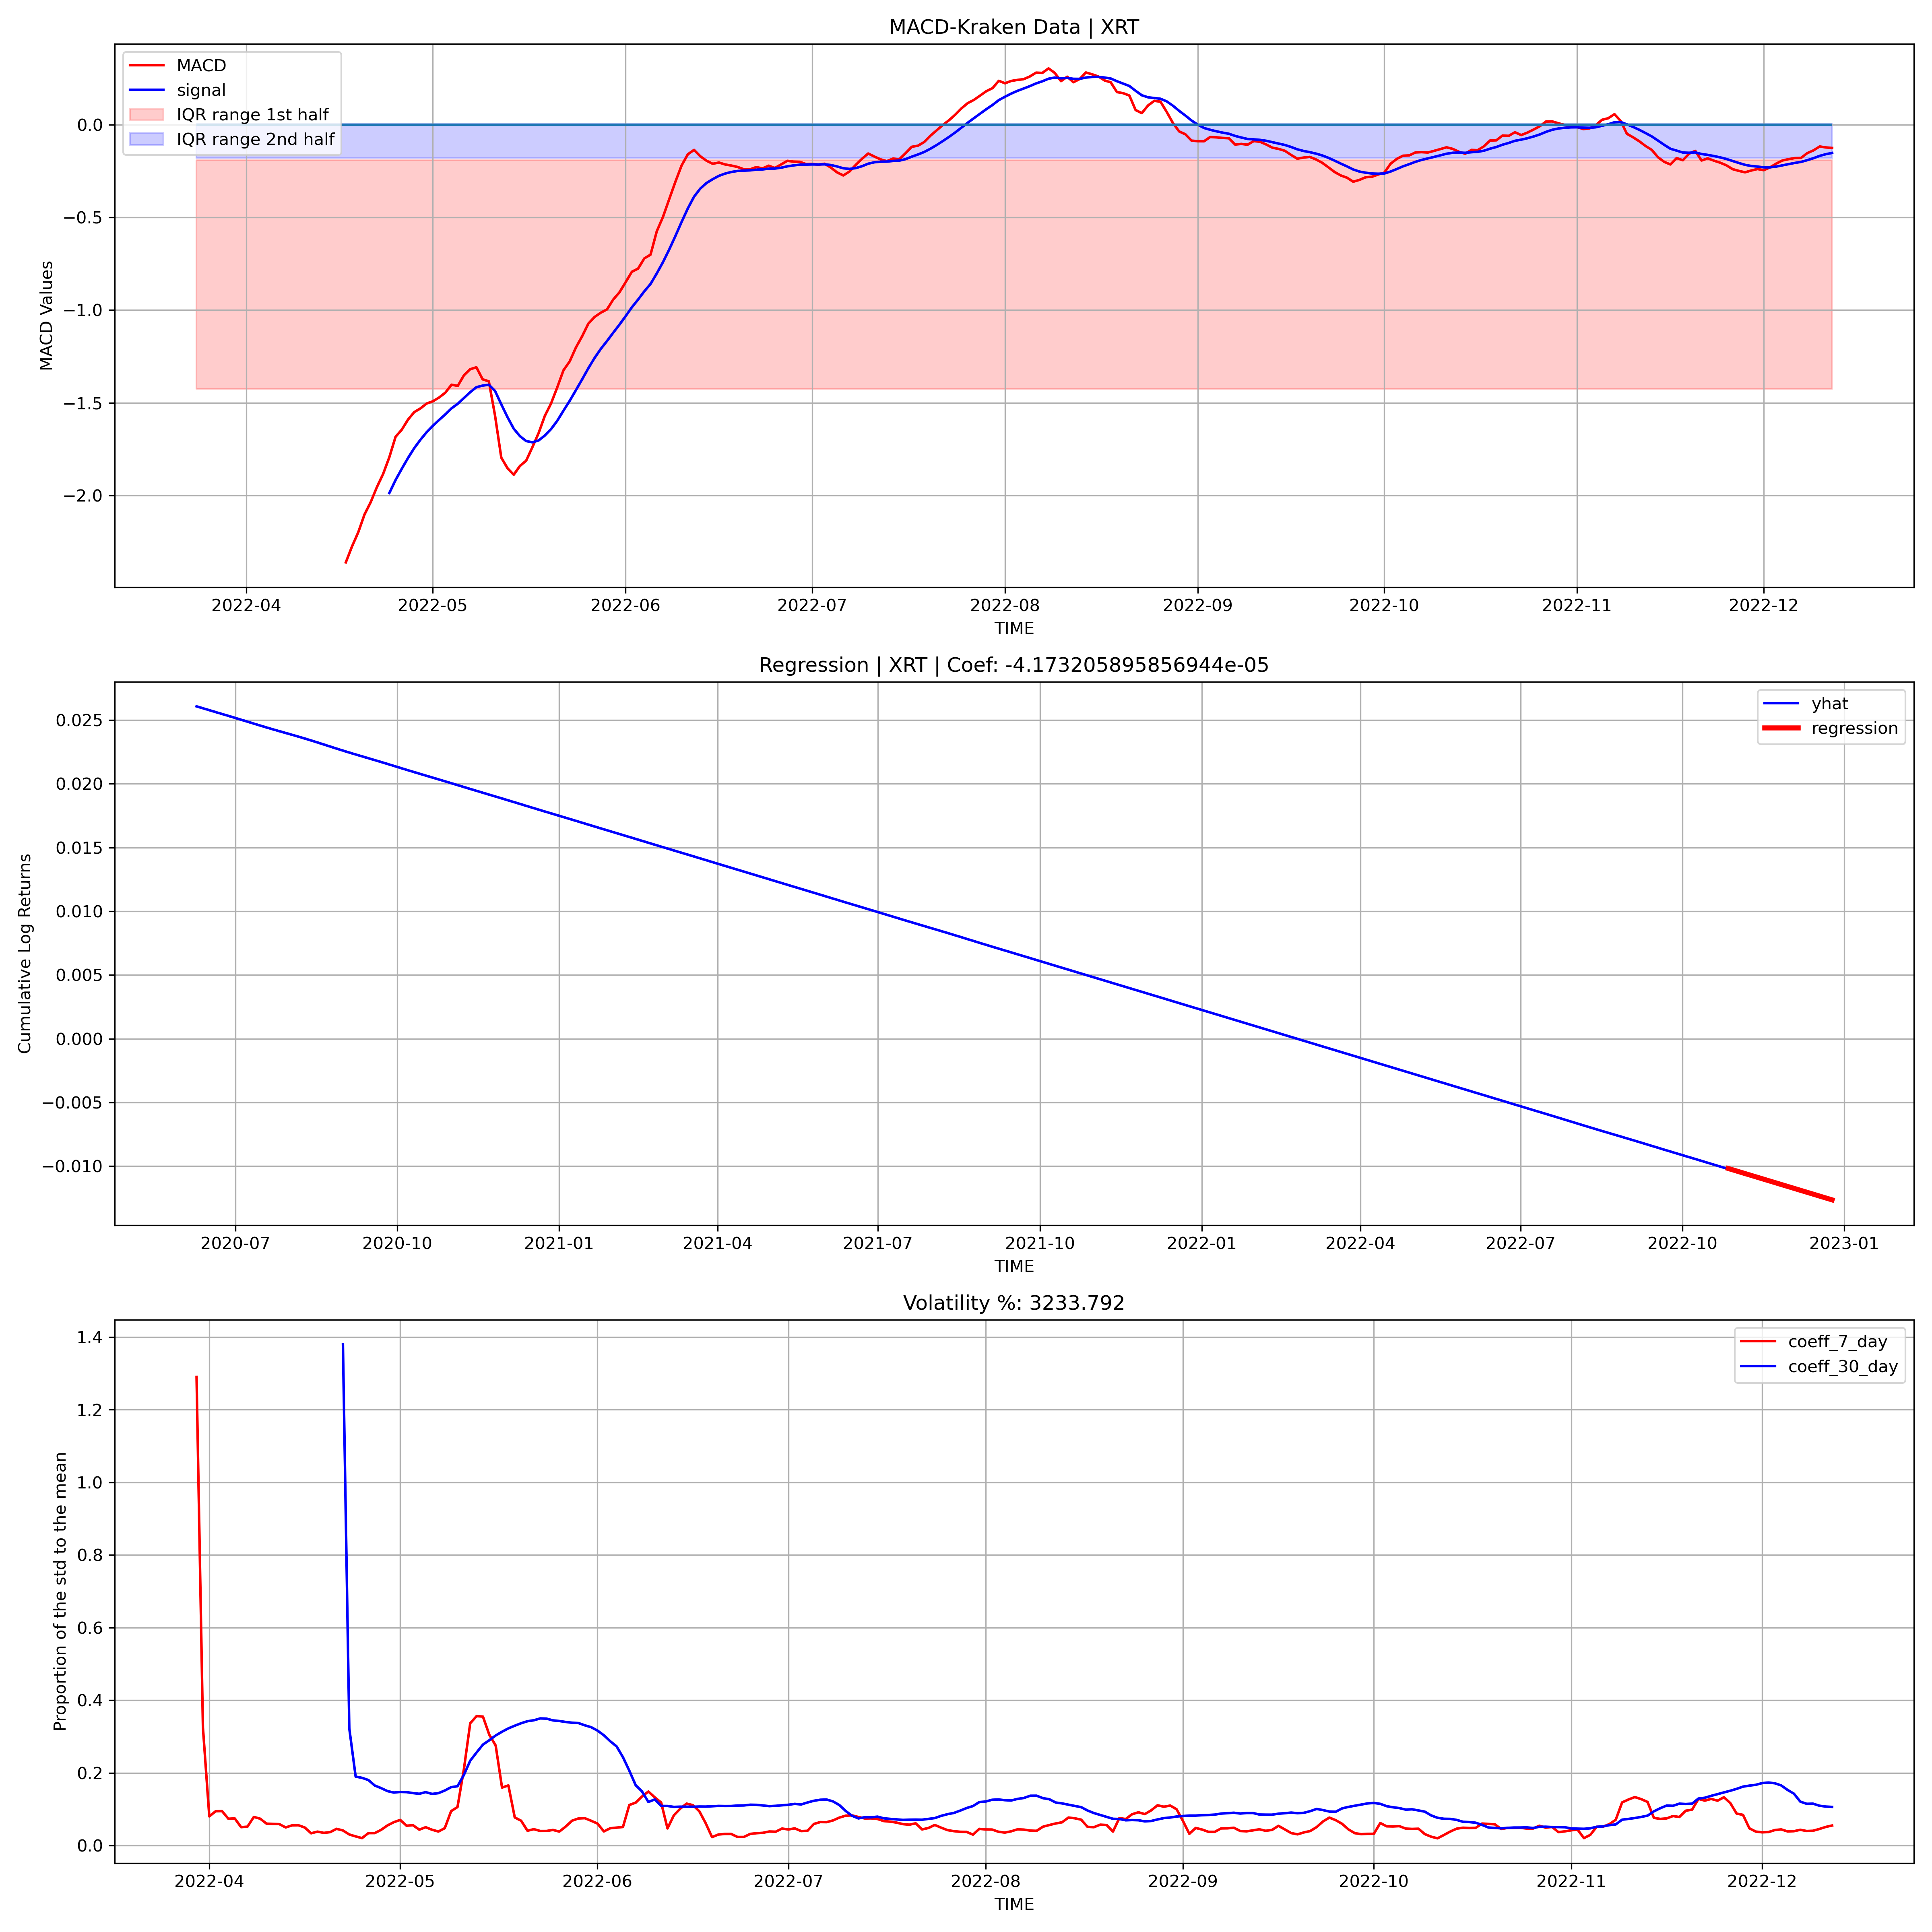 MACD-Kraken Data | XRT
MACD
signal
IQR range 1st half
IQR range 2nd half
MACD Values
0.0
−0.5
−1.0
−1.5
−2.0
2022-04 2022-05 2022-06 2022-07 2022-08 2022-09 2022-10 2022-11 2022-12
TIME
Regression | XRT | Coef: -4.173205895856944e-05
yhat
regression
Cumulative Log Returns
0.025
0.020
0.015
0.010
0.005
0.000
−0.005
−0.010
2020-07 2020-10 2021-01 2021-04 2021-07 2021-10 2022-01 2022-04 2022-07 2022-10 2023-01
TIME
Volatility %: 3233.792
coeff_7_day
coeff_30_day
Proportion of the std to the mean
1.4
1.2
1.0
0.8
0.6
0.4
0.2
0.0
2022-04 2022-05 2022-06 2022-07 2022-08 2022-09 2022-10 2022-11 2022-12
TIME